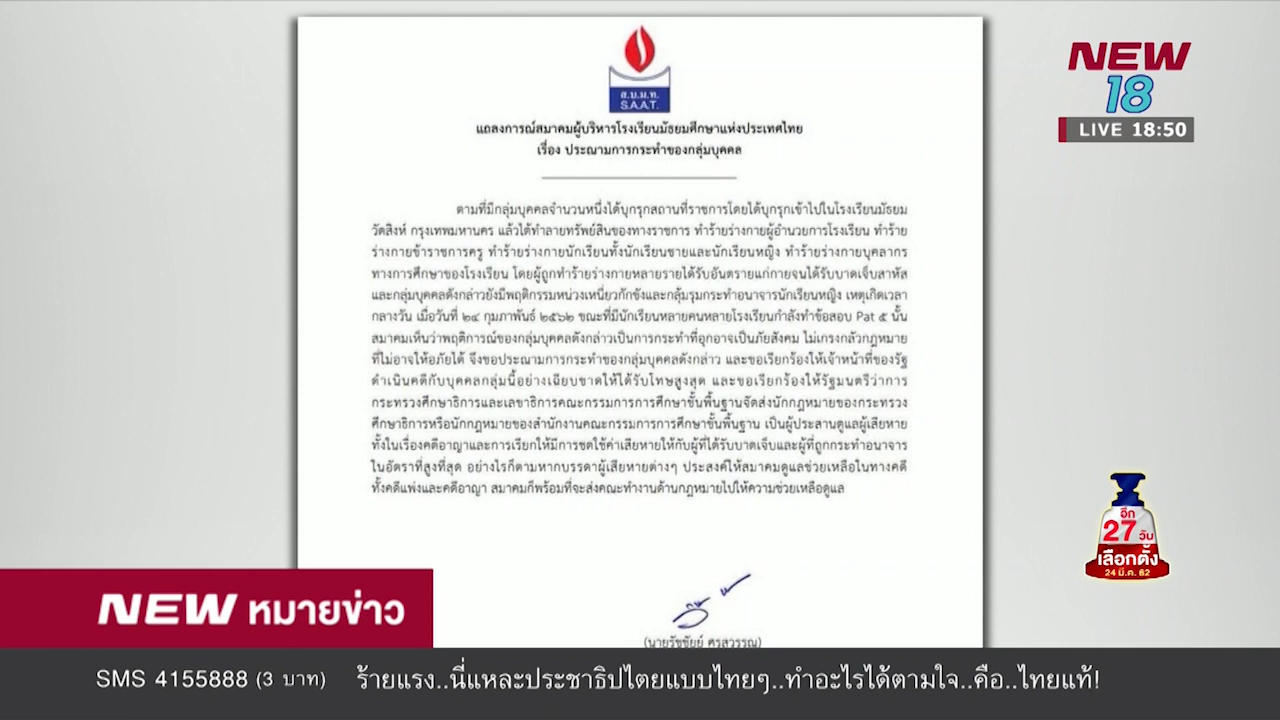 ส.บ.ม.ท.
S.A.A.T.
แถลงการณ์สมาคมผู้บริหารโรงเรียนมัธยมศึกษาแห่งประเทศไทย
เรื่อง ประณามการกระทำของกลุ่มบุคคล
ตามที่มีกลุ่มบุคคลจำนวนหนึ่งได้บุกรุกสถานที่ราชการโดยได้บุกรุกเข้าไปในโรงเรียนมัธยม
วัดสิงห์ กรุงเทพมหานคร แล้วได้ทำลายทรัพย์สินของทางราชการ ทำร้ายร่างกายผู้อำนวยการโรงเรียน ทำร้าย
ร่างกายข้าราชการครู ทำร้ายร่างกายนักเรียนทั้งนักเรียนชายและนักเรียนหญิง ทำร้ายร่างกายบุคลากร
ทางการศึกษาของโรงเรียน โดยผู้ถูกทำร้ายร่างกายหลายรายได้รับอันตรายแก่กายจนได้รับบาดเจ็บสาหัส
และกลุ่มบุคคลดังกล่าวยังมีพฤติกรรมหน่วงเหนี่ยวกักขังและกลุ้มรุมกระทำอนาจารนักเรียนหญิง เหตุเกิดเวลา
กลางวัน เมื่อวันที่ ๒๔ กุมภาพันธ์ ๒๕๖๒ ขณะที่มีนักเรียนหลายคนหลายโรงเรียนกำลังทำข้อสอบ Pat ๕ นั้น
สมาคมเห็นว่าพฤติการณ์ของกลุ่มบุคคลดังกล่าวเป็นการกระทำที่อุกอาจเป็นภัยสังคม ไม่เกรงกลัวกฎหมาย
ที่ไม่อาจให้อภัยได้ จึงขอประณามการกระทำของกลุ่มบุคคลดังกล่าว และขอเรียกร้องให้เจ้าหน้าที่ของรัฐ
ดำเนินคดีกับบุคคลกลุ่มนี้อย่างเฉียบขาดให้ได้รับโทษสูงสุด และขอเรียกร้องให้รัฐมนตรีว่าการ
กระทรวงศึกษาธิการและเลขาธิการคณะกรรมการการศึกษาขั้นพื้นฐานจัดส่งนักกฎหมายของกระทรวง
ศึกษาธิการหรือนักกฎหมายของสำนักงานคณะกรรมการการศึกษาขั้นพื้นฐาน เป็นผู้ประสานดูแลผู้เสียหาย
ทั้งในเรื่องคดีอาญาและการเรียกให้มีการชดใช้ค่าเสียหายให้กับผู้ที่ได้รับบาดเจ็บและผู้ที่ถูกกระทำอนาจาร
ในอัตราที่สูงที่สุด อย่างไรก็ตามหากบรรดาผู้เสียหายต่างๆ ประสงค์ให้สมาคมดูแลช่วยเหลือในทางคดี
ทั้งคดีแพ่งและคดีอาญา สมาคมก็พร้อมที่จะส่งคณะทำงานด้านกฎหมายไปให้ความช่วยเหลือดูแล
(นายรัชชัยย์ ศรสุวรรณ)
NEW
18
LIVE 18:50
อีก
27 วัน
เลือกตั้ง
24 มี.ค. 62
NEW หมายข่าว
SMS 4155888 (3 บาท) ร้ายแรง..นี่แหละประชาธิปไตยแบบไทยๆ..ทำอะไรได้ตามใจ..คือ..ไทยแท้!